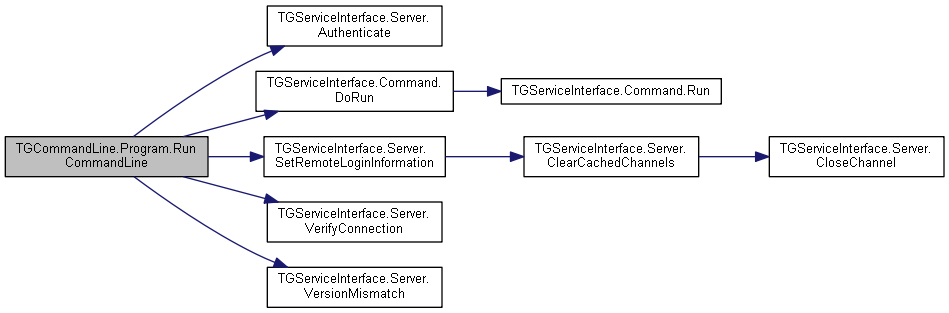 TGServiceInterface.Server.
Authenticate
TGServiceInterface.Command.
DoRun
TGServiceInterface.Command.Run
TGCommandLine.Program.Run
CommandLine
TGServiceInterface.Server.
SetRemoteLoginInformation
TGServiceInterface.Server.
ClearCachedChannels
TGServiceInterface.Server.
CloseChannel
TGServiceInterface.Server.
VerifyConnection
TGServiceInterface.Server.
VersionMismatch